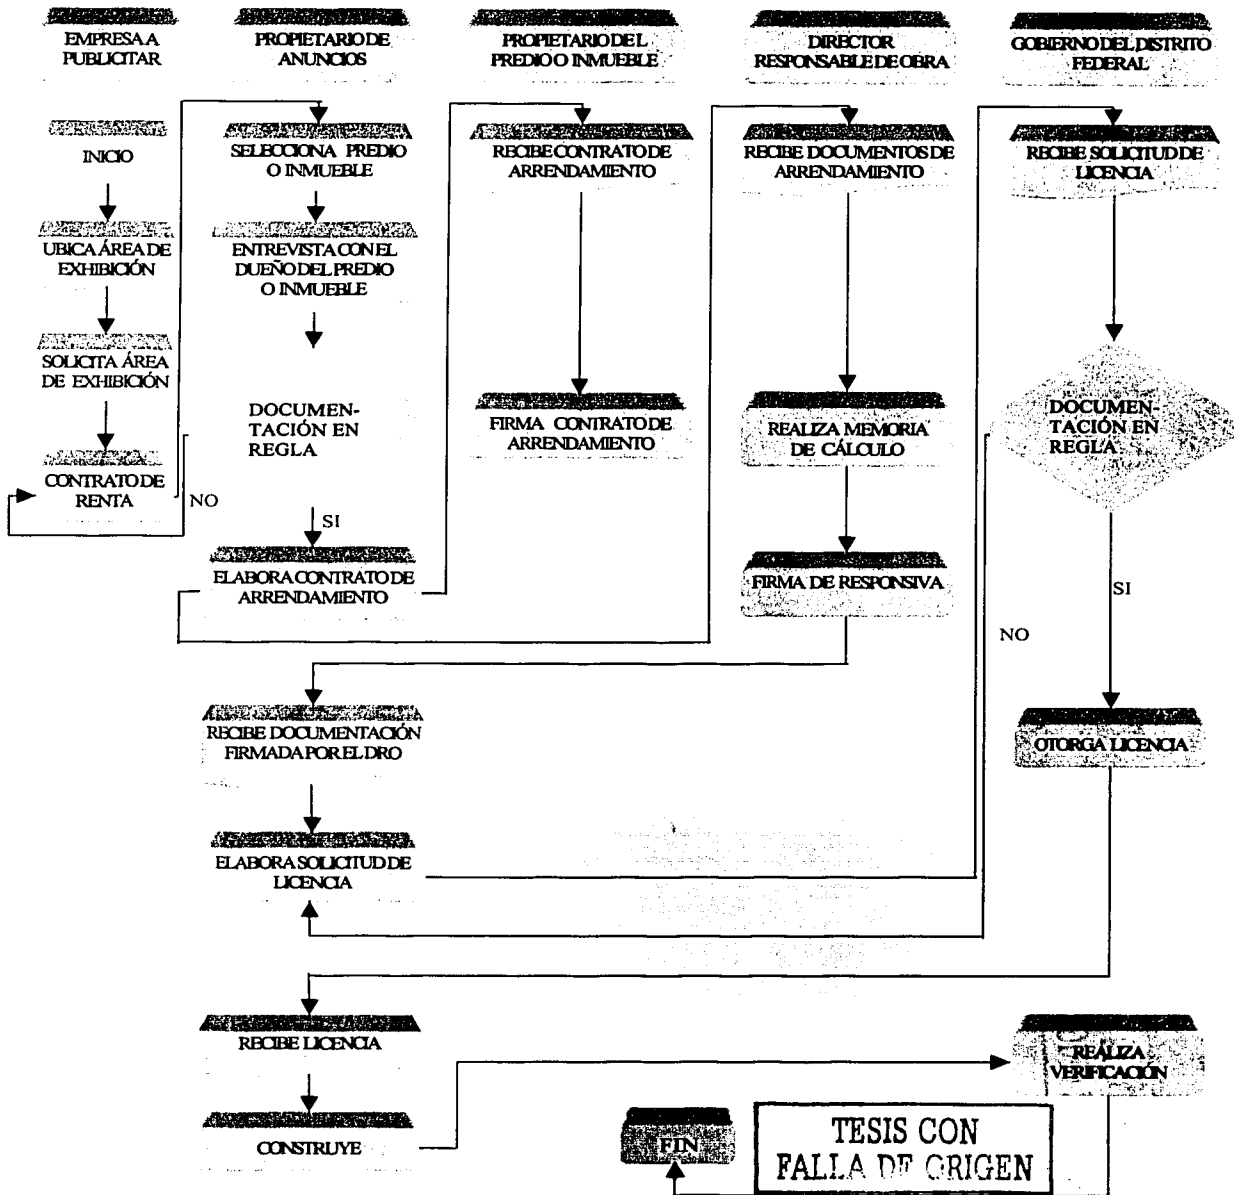 EMPRESA A
PUBLICITAR
PROPIETARIO DE
ANUNCIOS
PROPIETARIO DEL
PREDIO O INMUEBLE
DIRECTOR
RESPONSABLE DE OBRA
GOBIERNO DEL DISTRITO
FEDERAL
INICIO
UBICA ÁREA DE
EXHIBICIÓN
SOLICITA ÁREA
DE EXHIBICIÓN
CONTRATO DE
RENTA
SELECCIONA PREDIO
O INMUEBLE
ENTREVISTA CON EL
DUEÑO DEL PREDIO
O INMUEBLE
DOCUMEN-
TACIÓN EN
REGLA
NO
SI
ELABORA CONTRATO DE
ARRENDAMIENTO
RECIBE CONTRATO DE
ARRENDAMIENTO
FIRMA CONTRATO DE
ARRENDAMIENTO
RECIBE DOCUMENTOS DE
ARRENDAMIENTO
REALIZA MEMORIA
DE CÁLCULO
FIRMA DE RESPONSIVA
RECIBE SOLICITUD DE
LICENCIA
DOCUMEN-
TACIÓN EN
REGLA
SI
NO
OTORGA LICENCIA
RECIBE DOCUMENTACIÓN
FIRMADA POR EL DRO
ELABORA SOLICITUD DE
LICENCIA
RECIBE LICENCIA
CONSTRUYE
REALIZA
VERIFICACIÓN
FIN
TESIS CON
FALLA DE ORIGEN